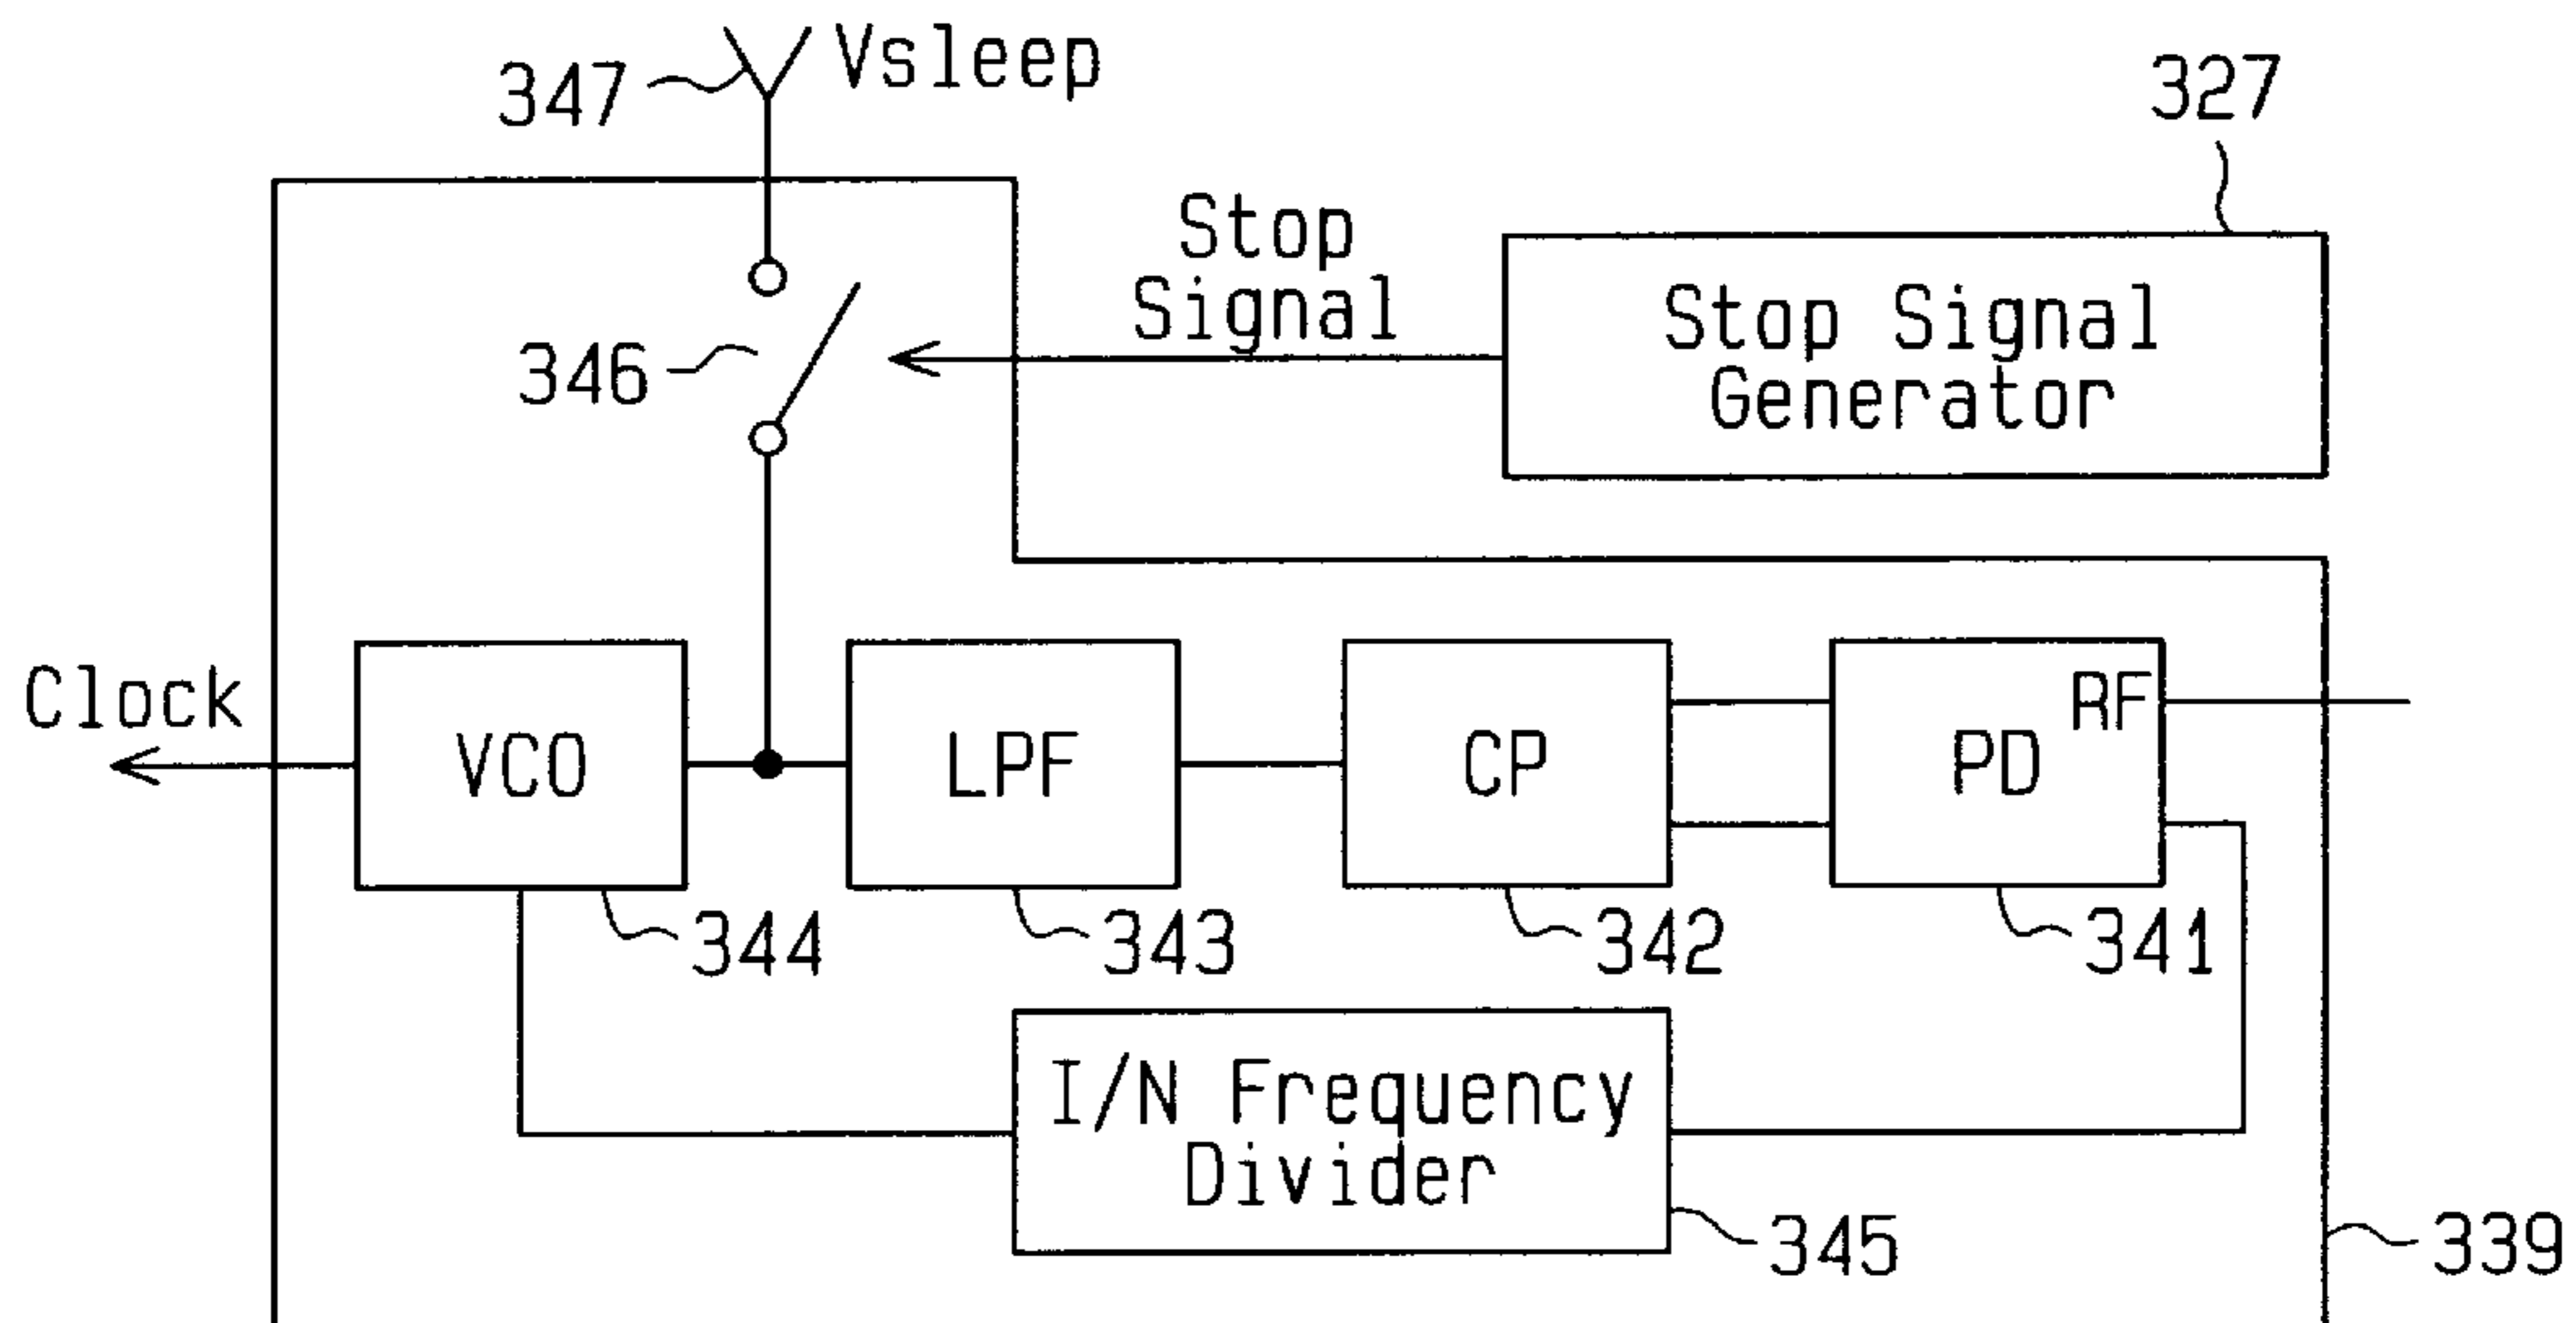 347
Vsleep
327
Stop
Signal
Stop Signal
Generator
346
Clock
VCO
LPF
CP
PD
RF
344
343
342
341
I/N Frequency
Divider
345
339